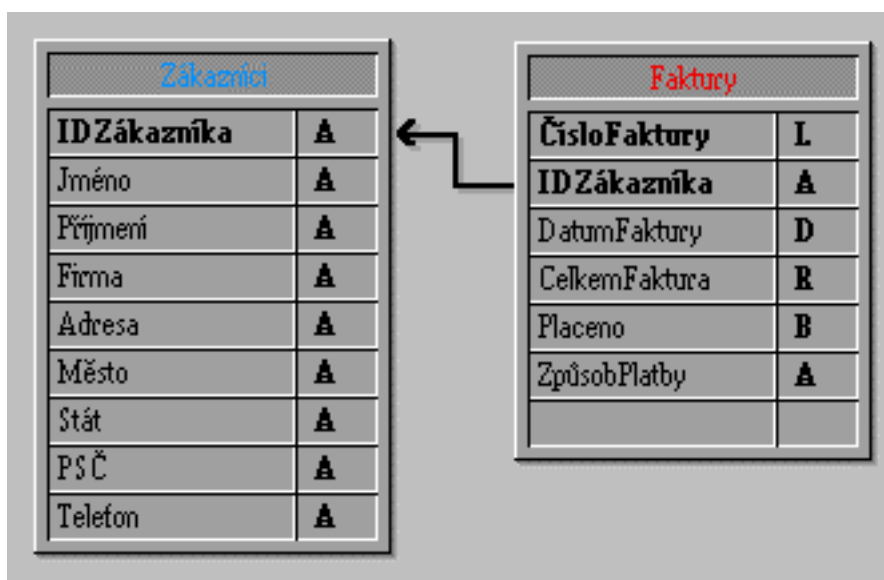 Zákazníci
IDZákazníka A
Jméno A
Příjmení A
Firma A
Adresa A
Město A
Stát A
PSČ A
Telefon A
Faktury
ČísloFaktury L
IDZákazníka A
DatumFaktury D
CelkemFaktura R
Placeno B
ZpůsobPlatby A